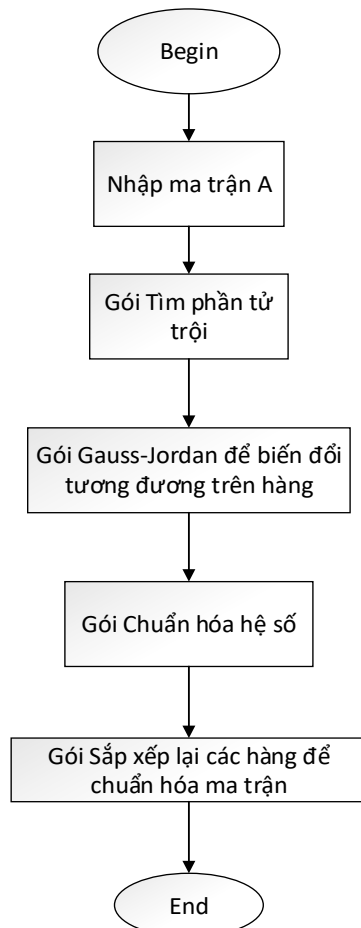 Begin
Nhập ma trận A
Gói Tìm phần tử
trội
Gói Gauss-Jordan để biến đổi
tương đương trên hàng
Gói Chuẩn hóa hệ số
Gói Sắp xếp lại các hàng để
chuẩn hóa ma trận
End